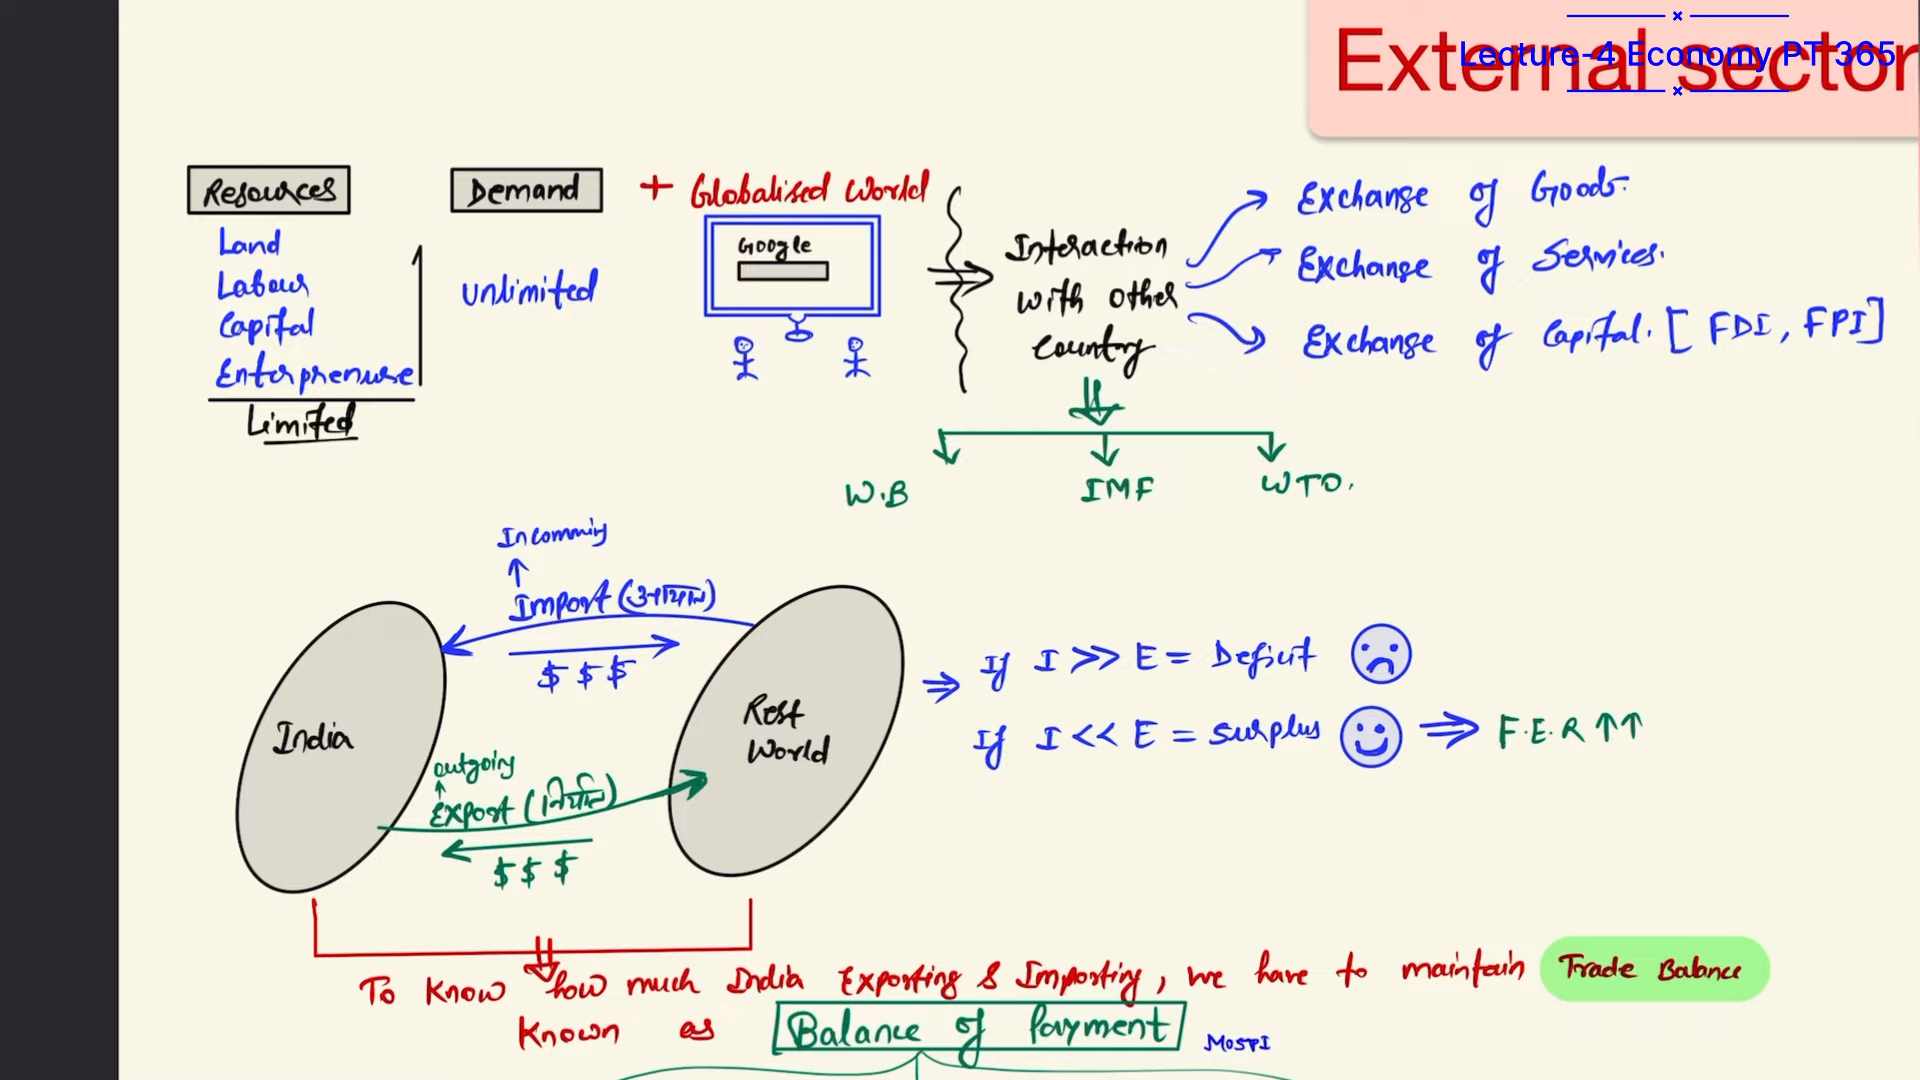 External sector
Lecture-4 Economy PT 365
Resources
Land
Labour
Capital
Enterprenure
Limited
Demand
unlimited
+ Globalised World
Google
Interaction
with other
Country
Exchange of Goods.
Exchange of Services.
Exchange of Capital. [FDI, FPI]
W.B
IMF
WTO.
Incomming
Import (आयात)
$ $ $
India
Rest
World
outgoing
Export (निर्यात)
$ $ $
If I >> E = Deficit
If I << E = Surplus ⇒ F.E.R ↑↑
To Know how much India Exporting & Importing, we have to maintain Trade Balance
Known as Balance of Payment
MOSPI